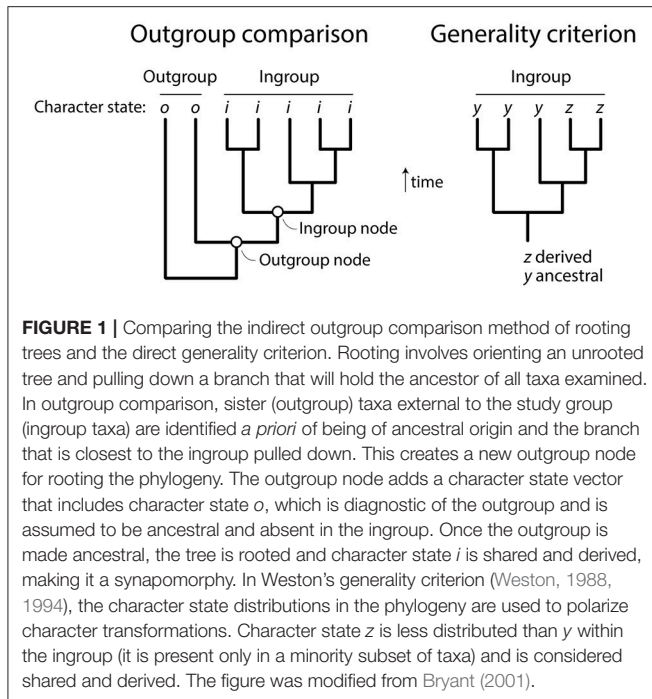 Outgroup comparison
Generality criterion
Outgroup Ingroup
Ingroup
Character state: o o i i i i i
y y y z z
↑time
Ingroup node
Outgroup node
z derived
y ancestral
FIGURE 1 | Comparing the indirect outgroup comparison method of rooting
trees and the direct generality criterion. Rooting involves orienting an unrooted
tree and pulling down a branch that will hold the ancestor of all taxa examined.
In outgroup comparison, sister (outgroup) taxa external to the study group
(ingroup taxa) are identified a priori of being of ancestral origin and the branch
that is closest to the ingroup pulled down. This creates a new outgroup node
for rooting the phylogeny. The outgroup node adds a character state vector
that includes character state o, which is diagnostic of the outgroup and is
assumed to be ancestral and absent in the ingroup. Once the outgroup is
made ancestral, the tree is rooted and character state i is shared and derived,
making it a synapomorphy. In Weston's generality criterion (Weston, 1988,
1994), the character state distributions in the phylogeny are used to polarize
character transformations. Character state z is less distributed than y within
the ingroup (it is present only in a minority subset of taxa) and is considered
shared and derived. The figure was modified from Bryant (2001).